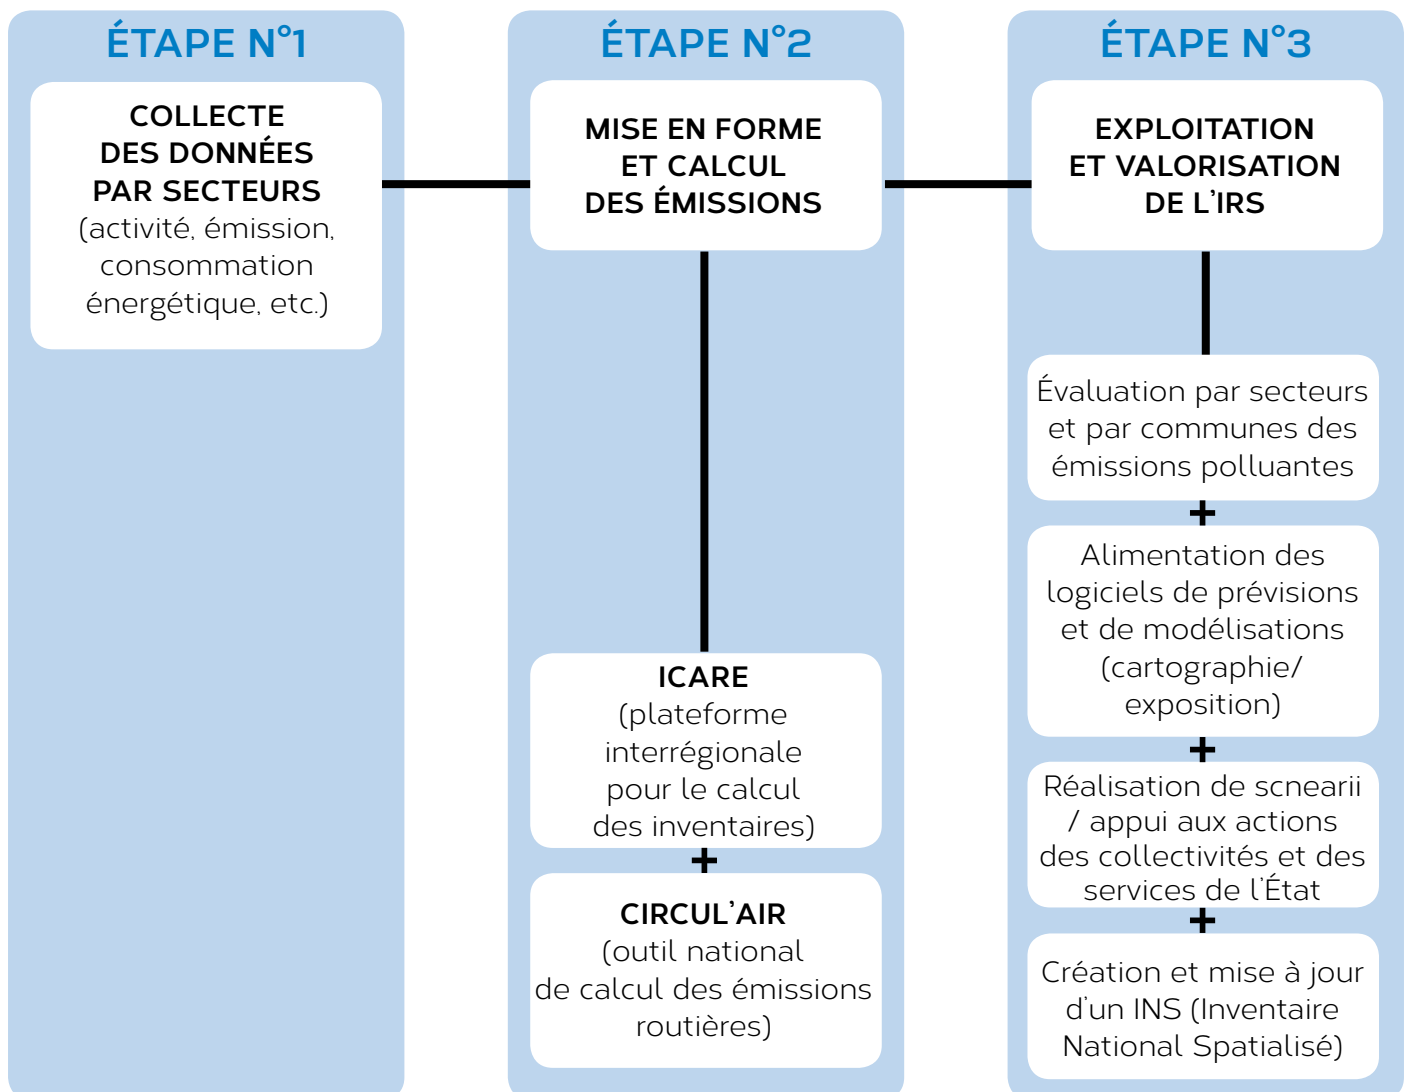 ÉTAPE N°1
COLLECTE
DES DONNÉES
PAR SECTEURS
(activité, émission,
consommation
énergétique, etc.)
ÉTAPE N°2
MISE EN FORME
ET CALCUL
DES ÉMISSIONS
ICARE
(plateforme
interrégionale
pour le calcul
des inventaires)
+
CIRCUL'AIR
(outil national
de calcul des émissions
routières)
ÉTAPE N°3
EXPLOITATION
ET VALORISATION
DE L'IRS
Évaluation par secteurs
et par communes des
émissions polluantes
+
Alimentation des
logiciels de prévisions
et de modélisations
(cartographie/
exposition)
+
Réalisation de scnearii
/ appui aux actions
des collectivités et des
services de l'État
+
Création et mise à jour
d'un INS (Inventaire
National Spatialisé)